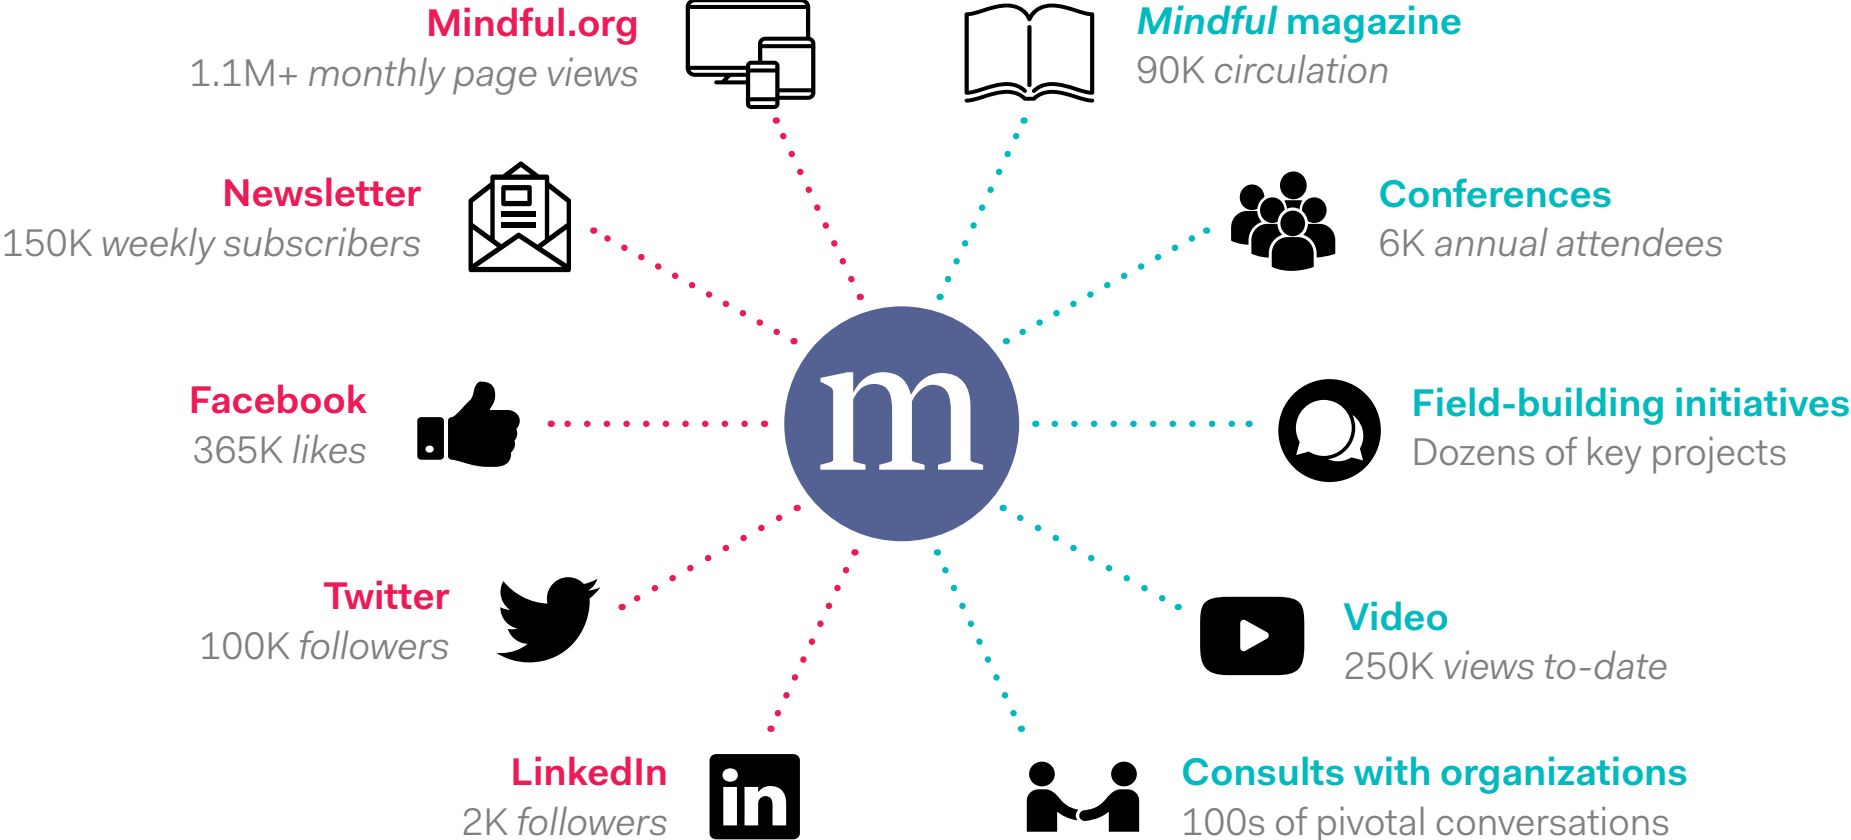 Mindful.org
1.1M+ monthly page views
Mindful magazine
90K circulation
Newsletter
150K weekly subscribers
Conferences
6K annual attendees
Facebook
365K likes
m
Field-building initiatives
Dozens of key projects
Twitter
100K followers
Video
250K views to-date
LinkedIn
2K followers
in
Consults with organizations
100s of pivotal conversations